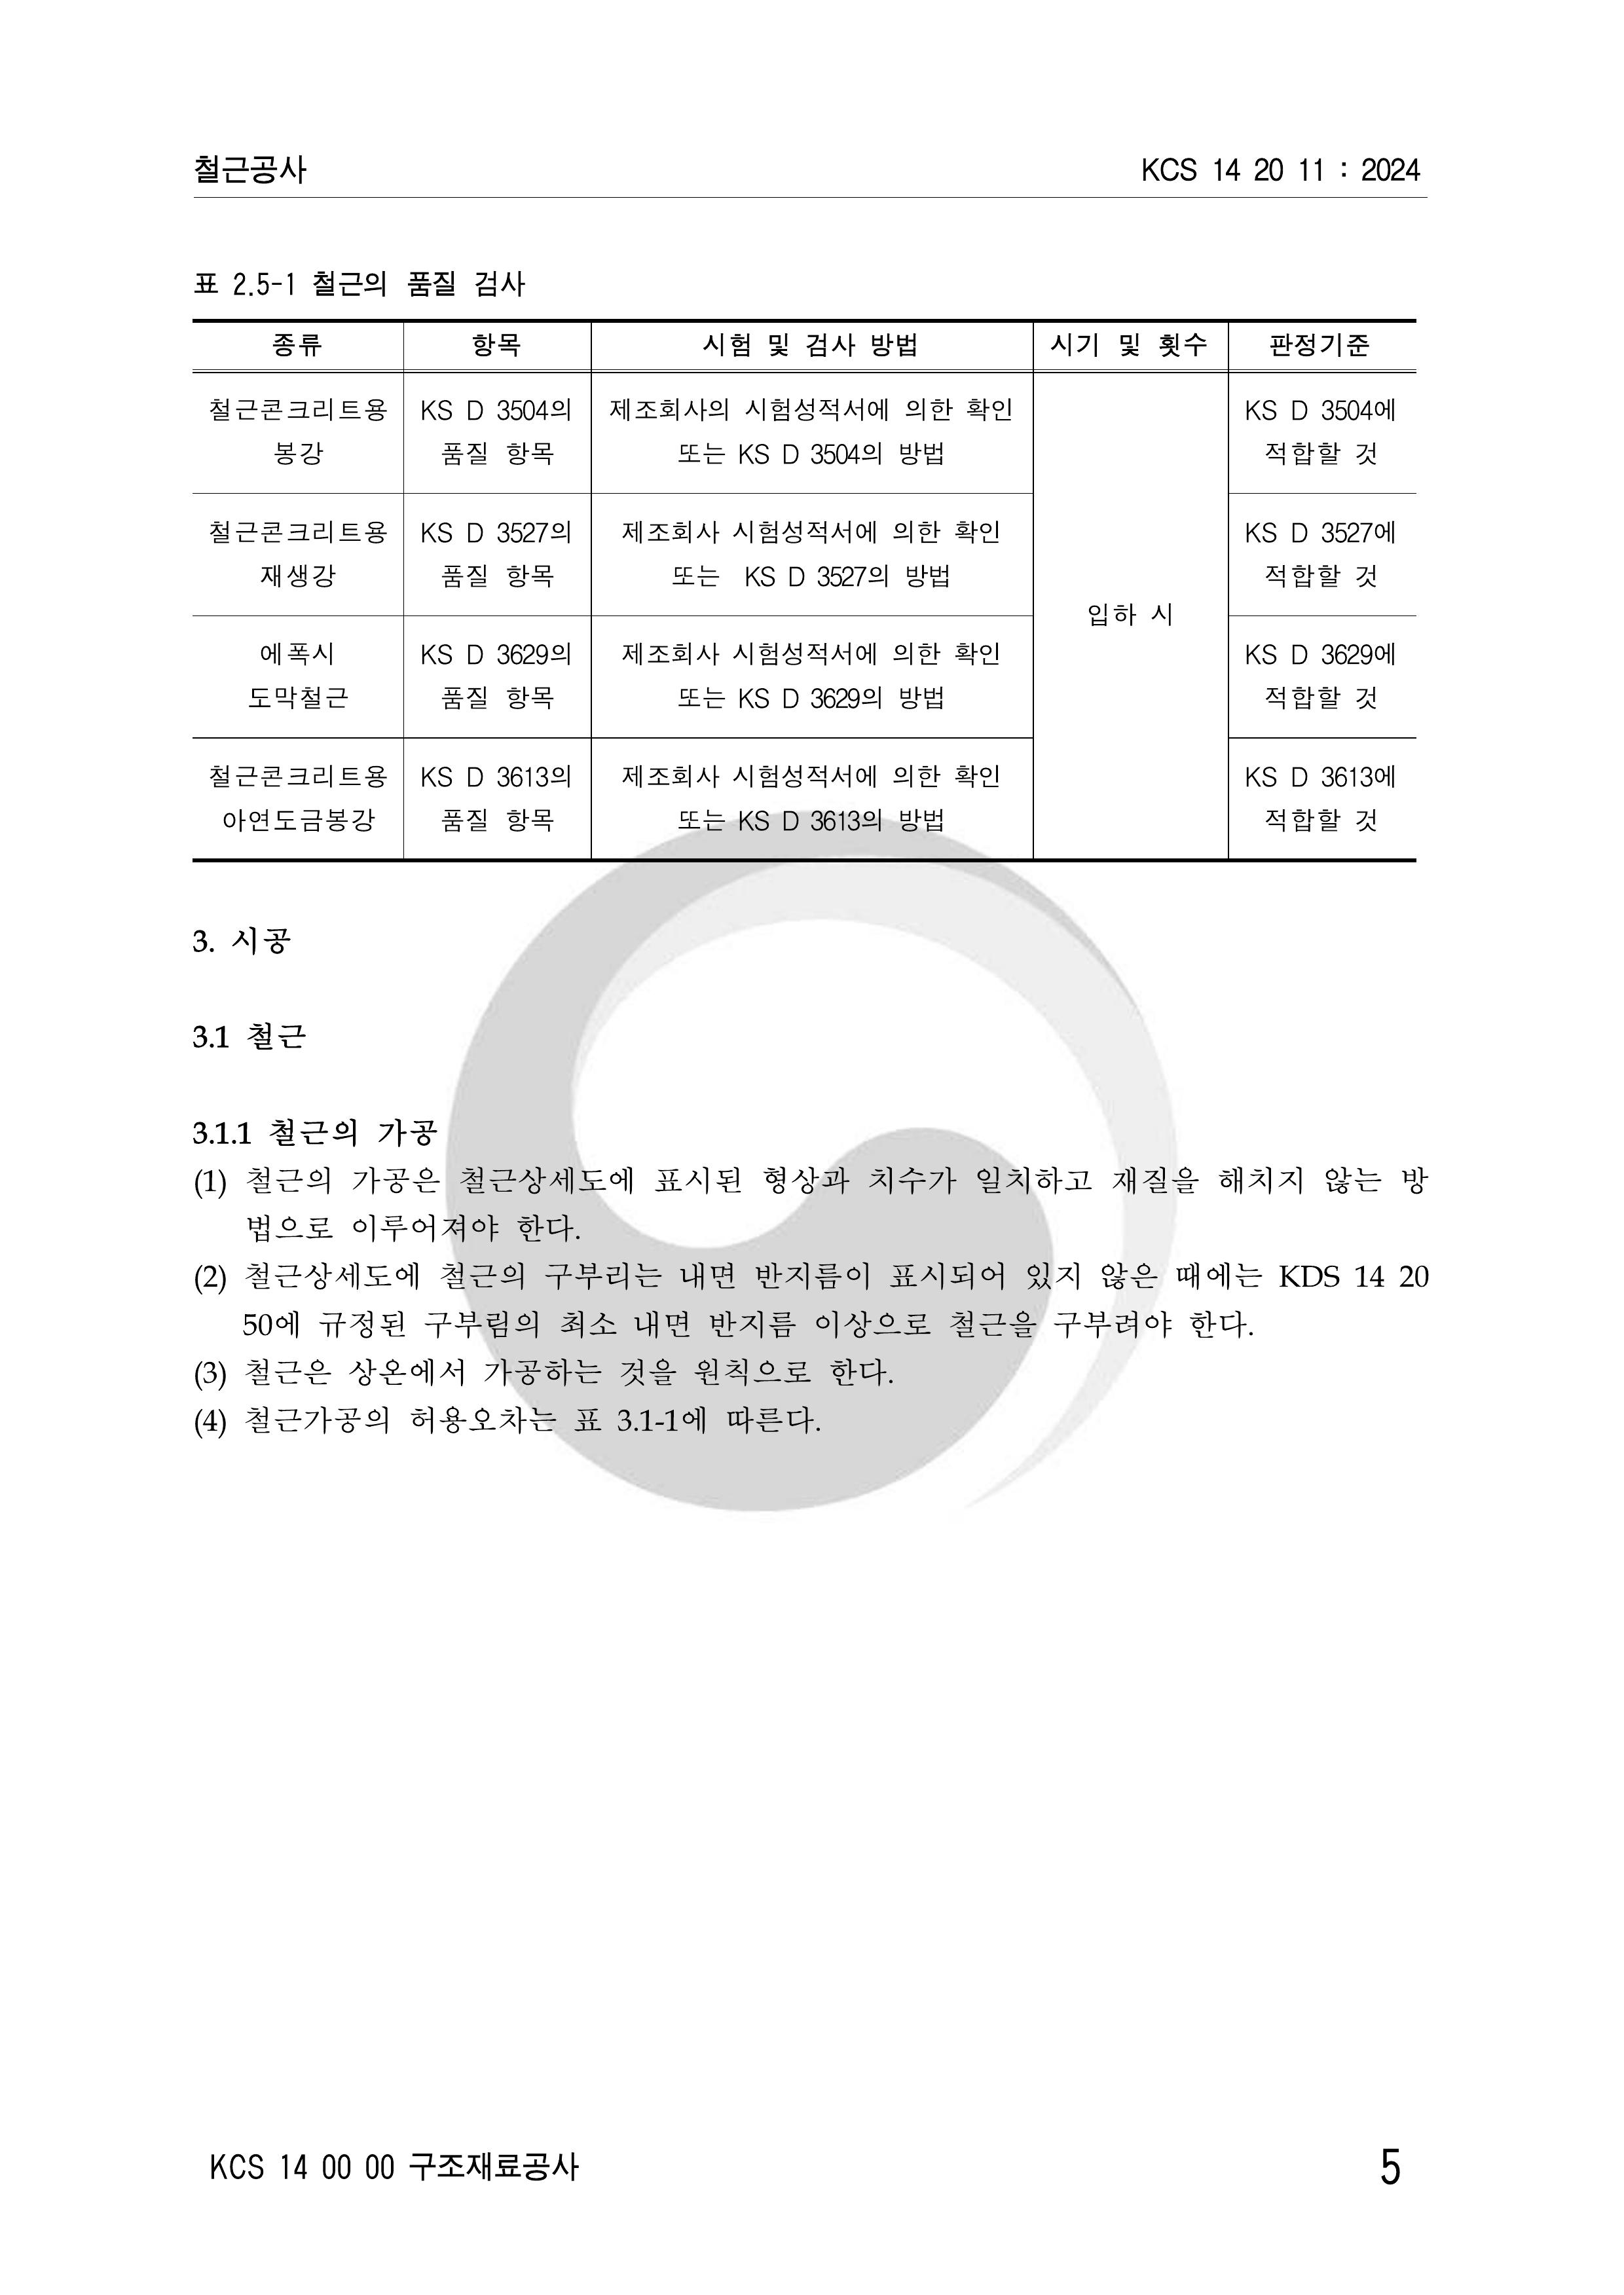 철근공사
KCS 14 20 11 : 2024
표 2.5-1 철근의 품질 검사
종류 항목 시험 및 검사 방법 시기 및 횟수 판정기준
철근콘크리트용 KS D 3504의 제조회사의 시험성적서에 의한 확인 KS D 3504에
봉강 품질 항목 또는 KS D 3504의 방법 적합할 것
철근콘크리트용 KS D 3527의 제조회사 시험성적서에 의한 확인 KS D 3527에
재생강 품질 항목 또는 KS D 3527의 방법 적합할 것
입하 시
에폭시 KS D 3629의 제조회사 시험성적서에 의한 확인 KS D 3629에
도막철근 품질 항목 또는 KS D 3629의 방법 적합할 것
철근콘크리트용 KS D 3613의 제조회사 시험성적서에 의한 확인 KS D 3613에
아연도금봉강 품질 항목 또는 KS D 3613의 방법 적합할 것
3. 시공
3.1 철근
3.1.1 철근의 가공
(1) 철근의 가공은 철근상세도에 표시된 형상과 치수가 일치하고 재질을 해치지 않는 방
법으로 이루어져야 한다.
(2) 철근상세도에 철근의 구부리는 내면 반지름이 표시되어 있지 않은 때에는 KDS 14 20
50에 규정된 구부림의 최소 내면 반지름 이상으로 철근을 구부려야 한다.
(3) 철근은 상온에서 가공하는 것을 원칙으로 한다.
(4) 철근가공의 허용오차는 표 3.1-1에 따른다.
KCS 14 00 00 구조재료공사
5